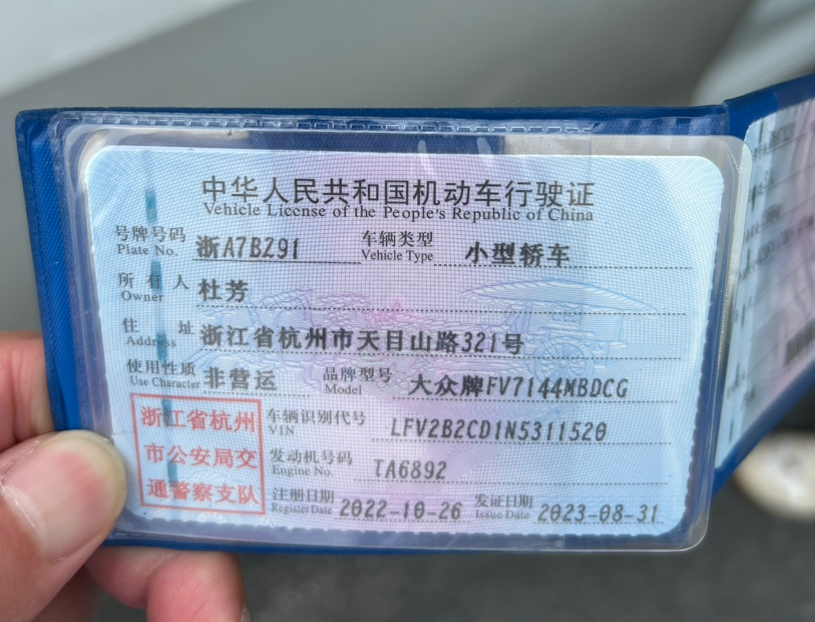 中华人民共和国机动车行驶证
Vehicle License of the People's Republic of China
号牌号码 Plate No. 浙A7BZ91 车辆类型 Vehicle Type 小型轿车
所有人 Owner 杜芳
住址 Address 浙江省杭州市天目山路321号
使用性质 Use Character 非营运 品牌型号 Model 大众牌FV7144MBDCG
浙江省杭州市公安局交通警察支队
车辆识别代号 VIN LFV2B2CD1N5311520
发动机号码 Engine No. TA6892
注册日期 Register Date 2022-10-26 发证日期 Issue Date 2023-08-31